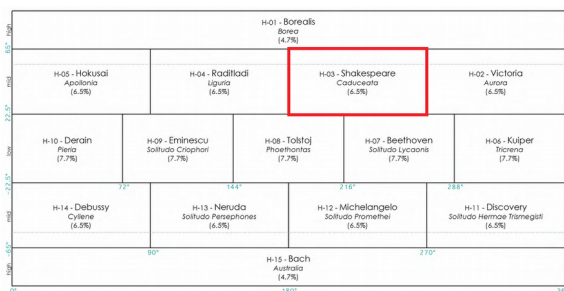 H-01 - Borealis
Borea
(4.7%)
high
65°
mid
H-05 - Hokusai
Apollonia
(6.5%)
H-04 - Raditladi
Liguria
(6.5%)
H-03 - Shakespeare
Caduceata
(6.5%)
H-02 - Victoria
Aurora
(6.5%)
22.5°
low
H-10 - Derain
Pieria
(7.7%)
H-09 - Eminescu
Solitudo Criophori
(7.7%)
H-08 - Tolstoj
Phoethontas
(7.7%)
H-07 - Beethoven
Solitudo Lycaonis
(7.7%)
H-06 - Kuiper
Tricrena
(7.7%)
-22.5°
72°
144°
216°
288°
mid
H-14 - Debussy
Cyllene
(6.5%)
H-13 - Neruda
Solitudo Persephones
(6.5%)
H-12 - Michelangelo
Solitudo Promethei
(6.5%)
H-11 - Discovery
Solitudo Hermae Trismegisti
(6.5%)
-65°
90°
270°
high
H-15 - Bach
Australia
(4.7%)
0°
180°